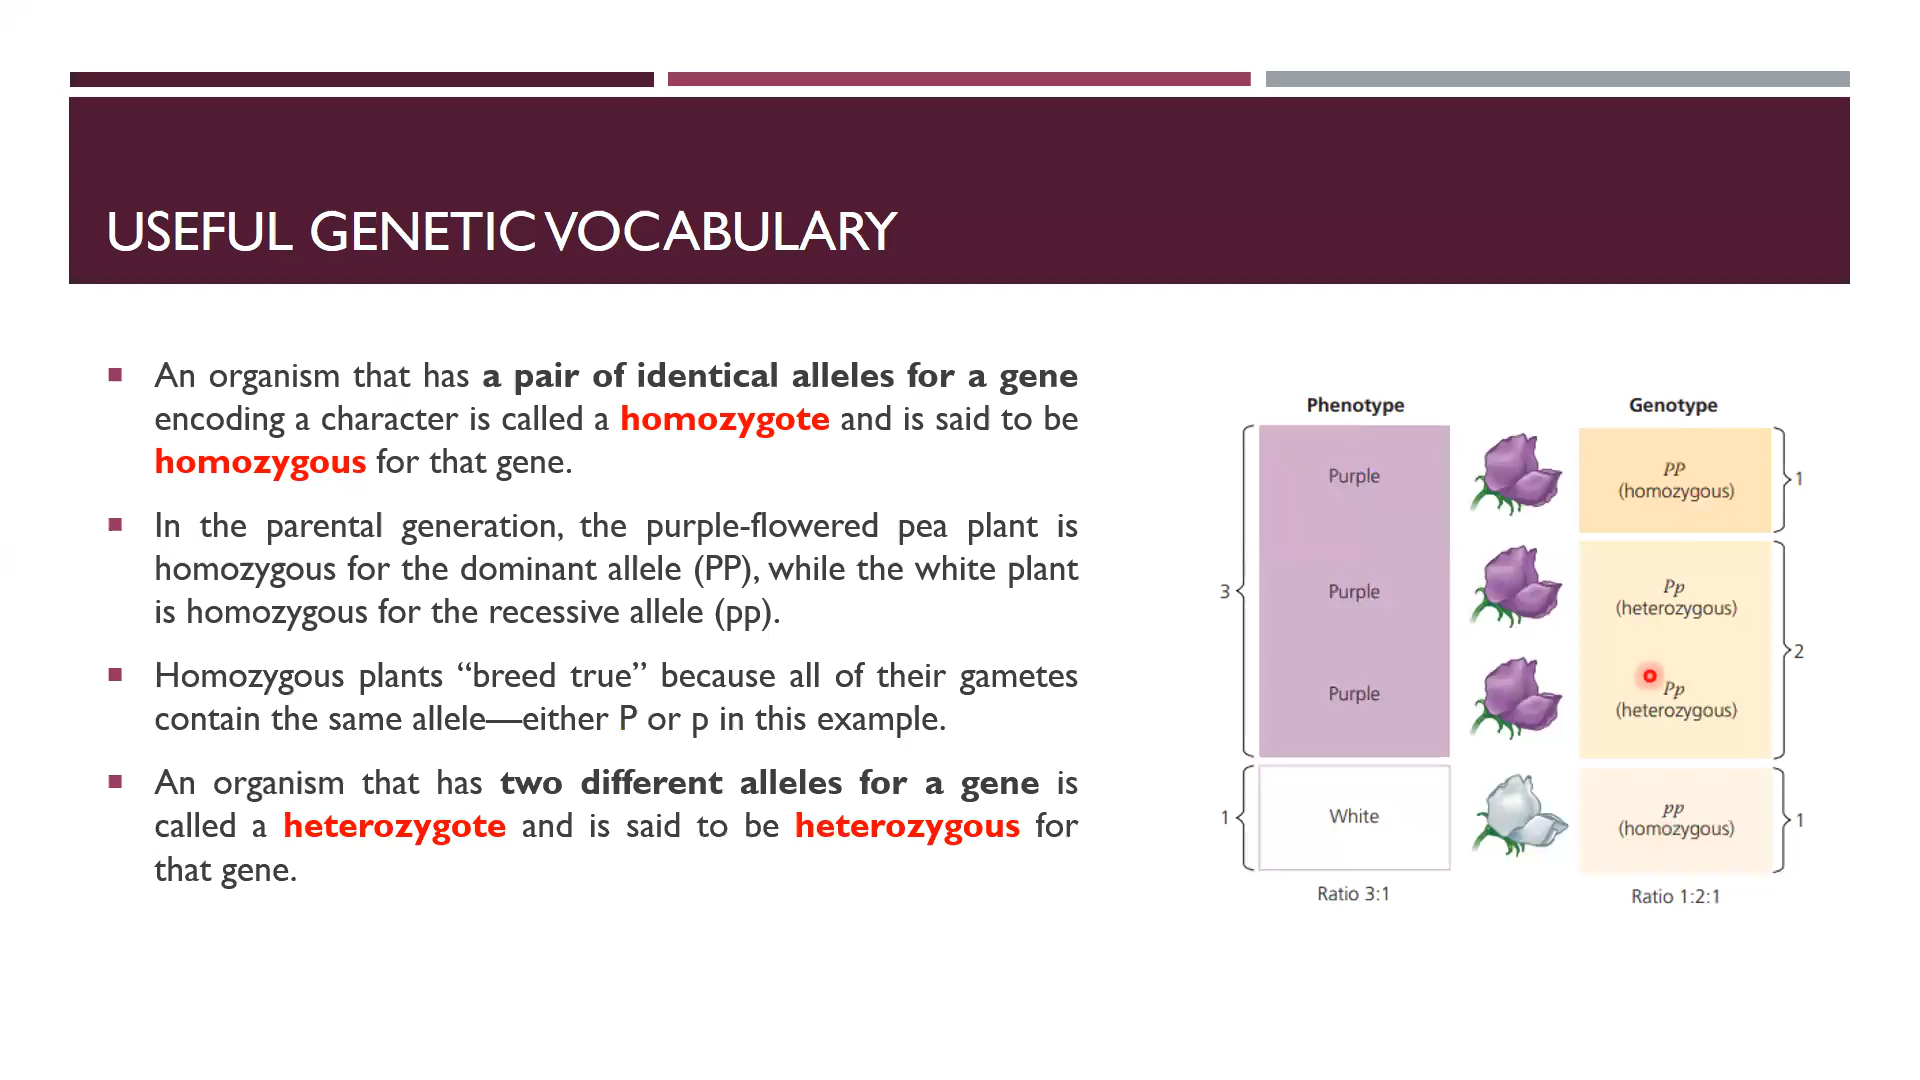 USEFUL GENETIC VOCABULARY
▪ An organism that has a pair of identical alleles for a gene
encoding a character is called a homozygote and is said to be
homozygous for that gene.
▪ In the parental generation, the purple-flowered pea plant is
homozygous for the dominant allele (PP), while the white plant
is homozygous for the recessive allele (pp).
▪ Homozygous plants “breed true” because all of their gametes
contain the same allele—either P or p in this example.
▪ An organism that has two different alleles for a gene is
called a heterozygote and is said to be heterozygous for
that gene.
Phenotype
Genotype
Purple
PP
(homozygous)
1
3
Purple
Pp
(heterozygous)
2
Purple
Pp
(heterozygous)
1
White
pp
(homozygous)
1
Ratio 3:1
Ratio 1:2:1